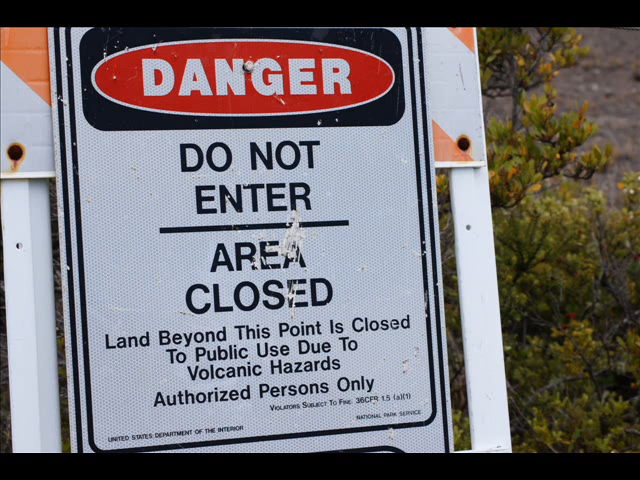 DANGER
DO NOT
ENTER
AREA
CLOSED
Land Beyond This Point Is Closed
To Public Use Due To
Volcanic Hazards
Authorized Persons Only
VIOLATORS SUBJECT TO FINE 36CFR 1.5 (a)(1)
NATIONAL PARK SERVICE
UNITED STATES DEPARTMENT OF THE INTERIOR